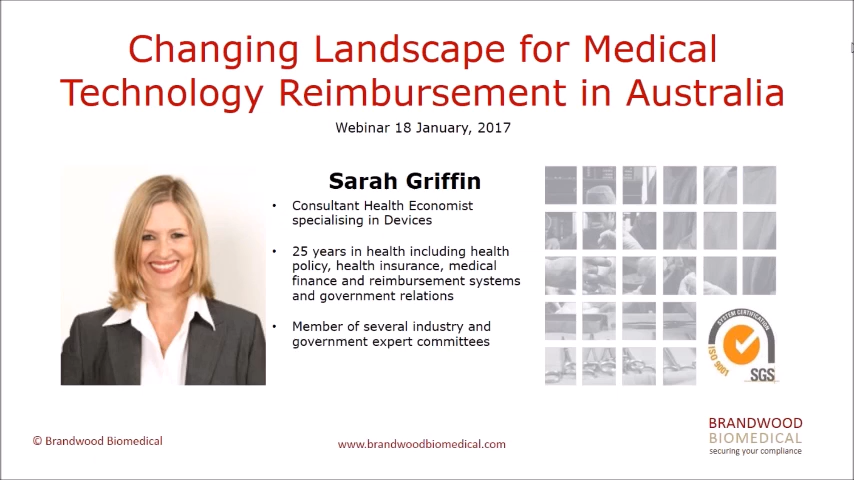 Changing Landscape for Medical
Technology Reimbursement in Australia
Webinar 18 January, 2017
Sarah Griffin
• Consultant Health Economist
specialising in Devices
• 25 years in health including health
policy, health insurance, medical
finance and reimbursement systems
and government relations
• Member of several industry and
government expert committees
SYSTEM CERTIFICATION
ISO 9001
SGS
© Brandwood Biomedical
www.brandwoodbiomedical.com
BRANDWOOD
BIOMEDICAL
securing your compliance